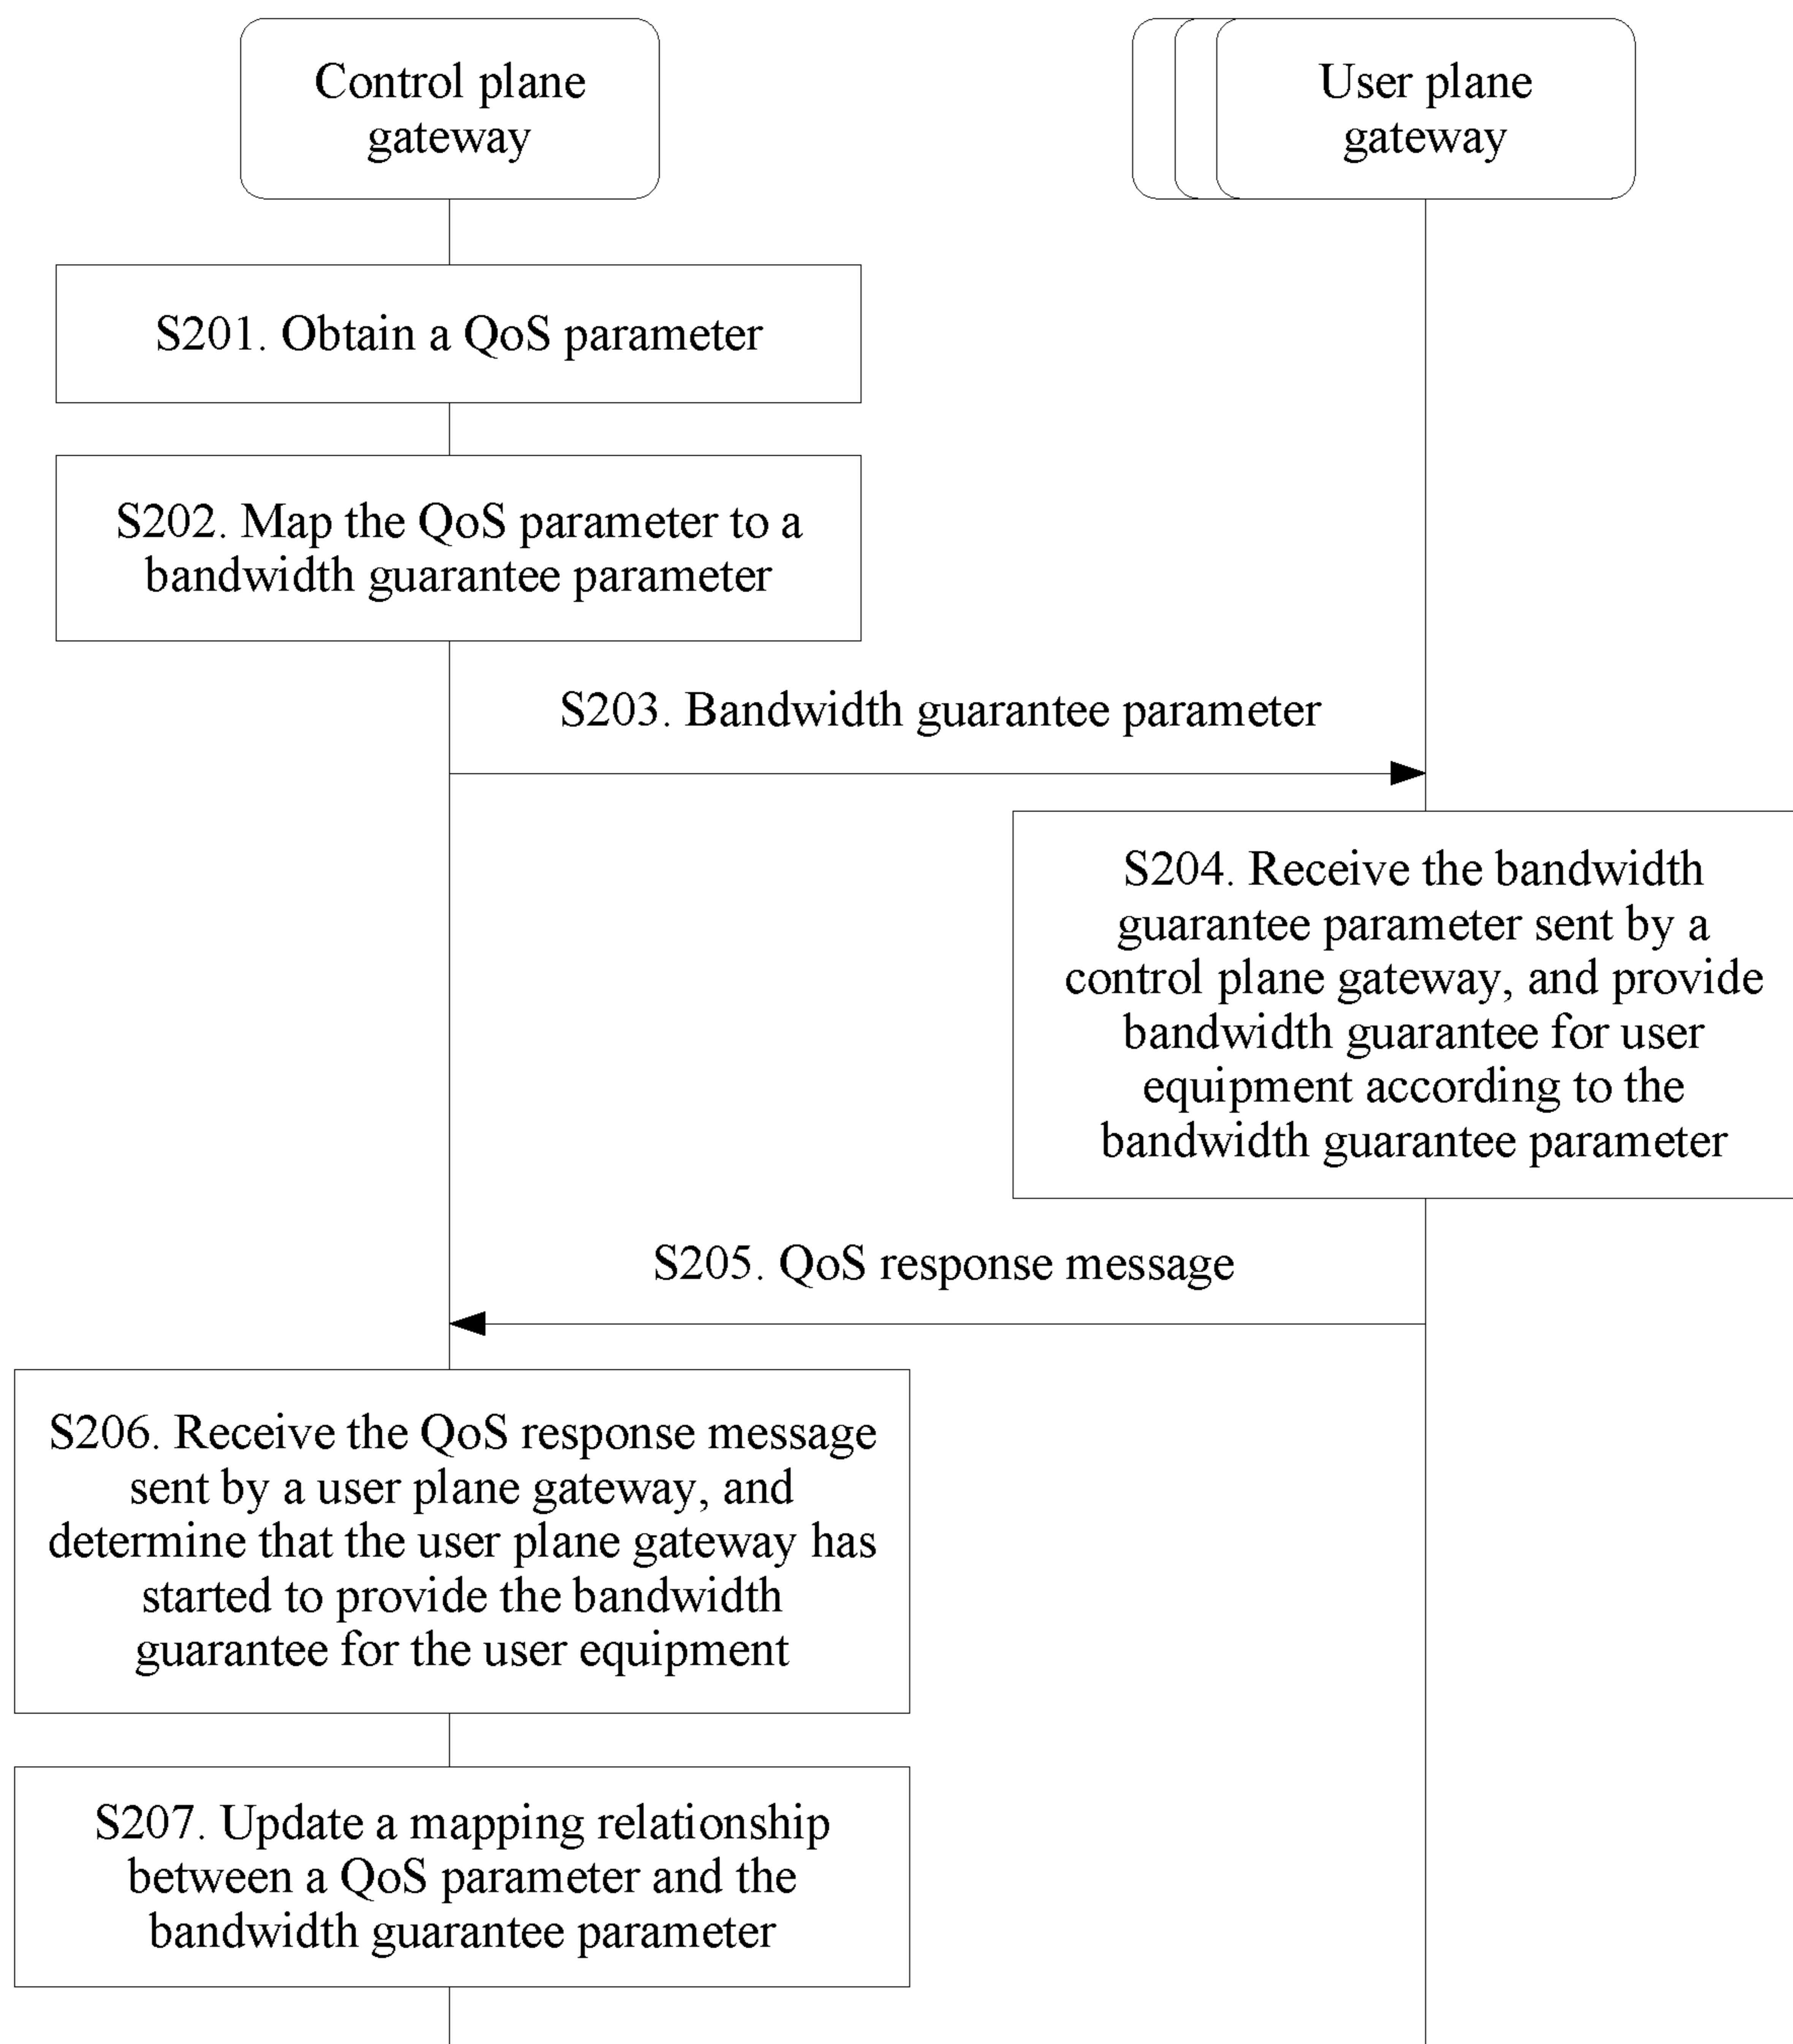 Control plane
gateway
User plane
gateway
S201. Obtain a QoS parameter
S202. Map the QoS parameter to a
bandwidth guarantee parameter
S203. Bandwidth guarantee parameter
S204. Receive the bandwidth
guarantee parameter sent by a
control plane gateway, and provide
bandwidth guarantee for user
equipment according to the
bandwidth guarantee parameter
S205. QoS response message
S206. Receive the QoS response message
sent by a user plane gateway, and
determine that the user plane gateway has
started to provide the bandwidth
guarantee for the user equipment
S207. Update a mapping relationship
between a QoS parameter and the
bandwidth guarantee parameter